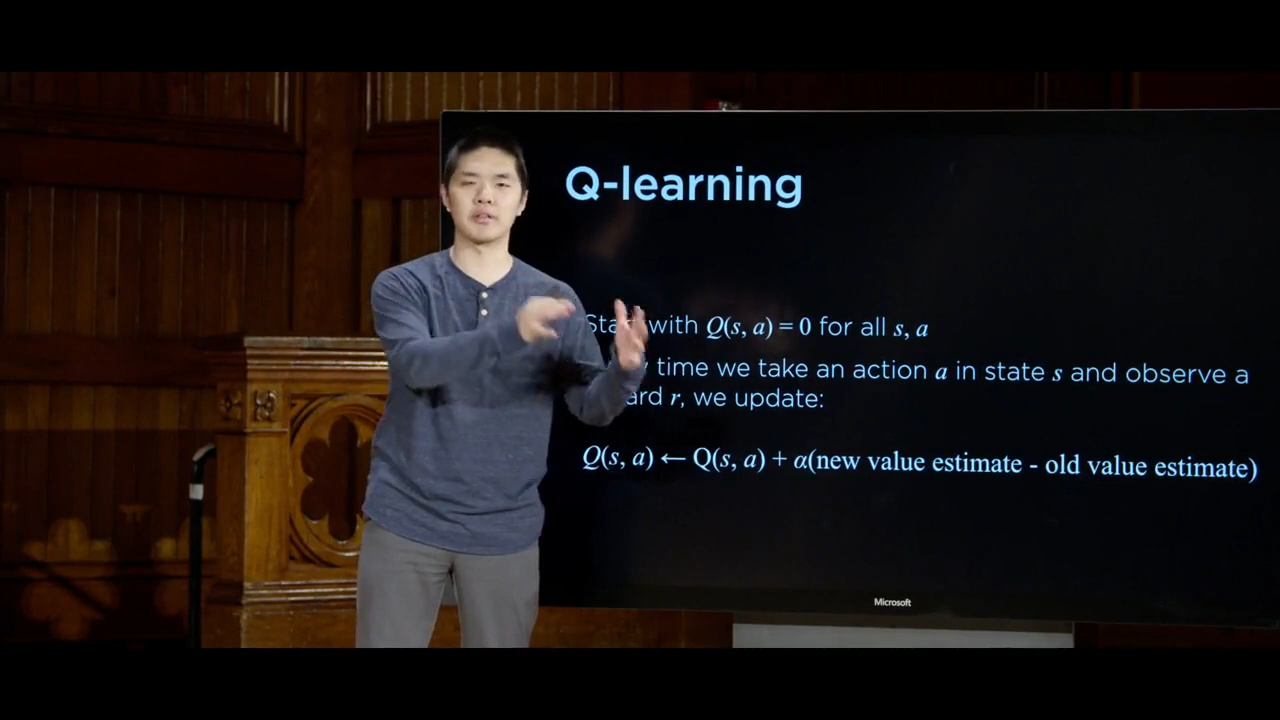 Q-learning
with Q(s, a) = 0 for all s, a
time we take an action a in state s and observe a
r, we update:
Q(s, a) ← Q(s, a) + α(new value estimate - old value estimate)
Microsoft